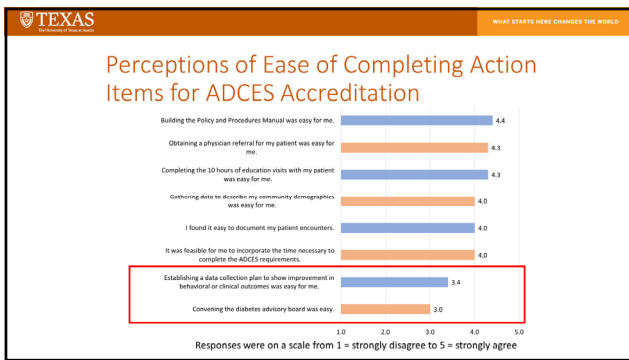 TEXAS
The University of Texas at Austin
WHAT STARTS HERE CHANGES THE WORLD
Perceptions of Ease of Completing Action
Items for ADCES Accreditation
Building the Policy and Procedures Manual was easy for me.
4.4
Obtaining a physician referral for my patient was easy for
me.
4.3
Completing the 10 hours of education visits with my patient
was easy for me.
4.3
Gathering data to describe my community demographics
was easy for me.
4.0
I found it easy to document my patient encounters.
4.0
It was feasible for me to incorporate the time necessary to
complete the ADCES requirements.
4.0
Establishing a data collection plan to show improvement in
behavioral or clinical outcomes was easy for me.
3.4
Convening the diabetes advisory board was easy.
3.0
1.0 2.0 3.0 4.0 5.0
Responses were on a scale from 1 = strongly disagree to 5 = strongly agree